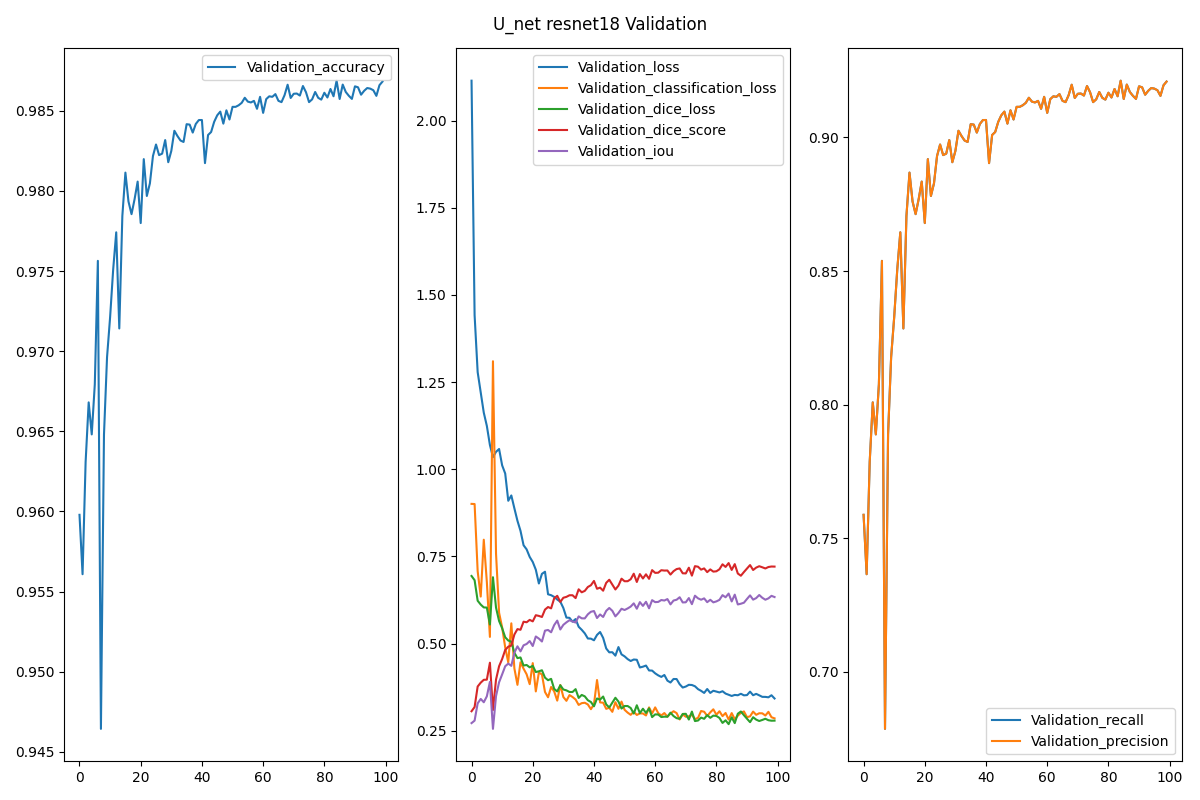 U_net resnet18 Validation
Validation_accuracy
0.985
0.980
0.975
0.970
0.965
0.960
0.955
0.950
0.945
0 20 40 60 80 100
Validation_loss
Validation_classification_loss
Validation_dice_loss
Validation_dice_score
Validation_iou
2.00
1.75
1.50
1.25
1.00
0.75
0.50
0.25
0 20 40 60 80 100
0.90
0.85
0.80
0.75
0.70
Validation_recall
Validation_precision
0 20 40 60 80 100